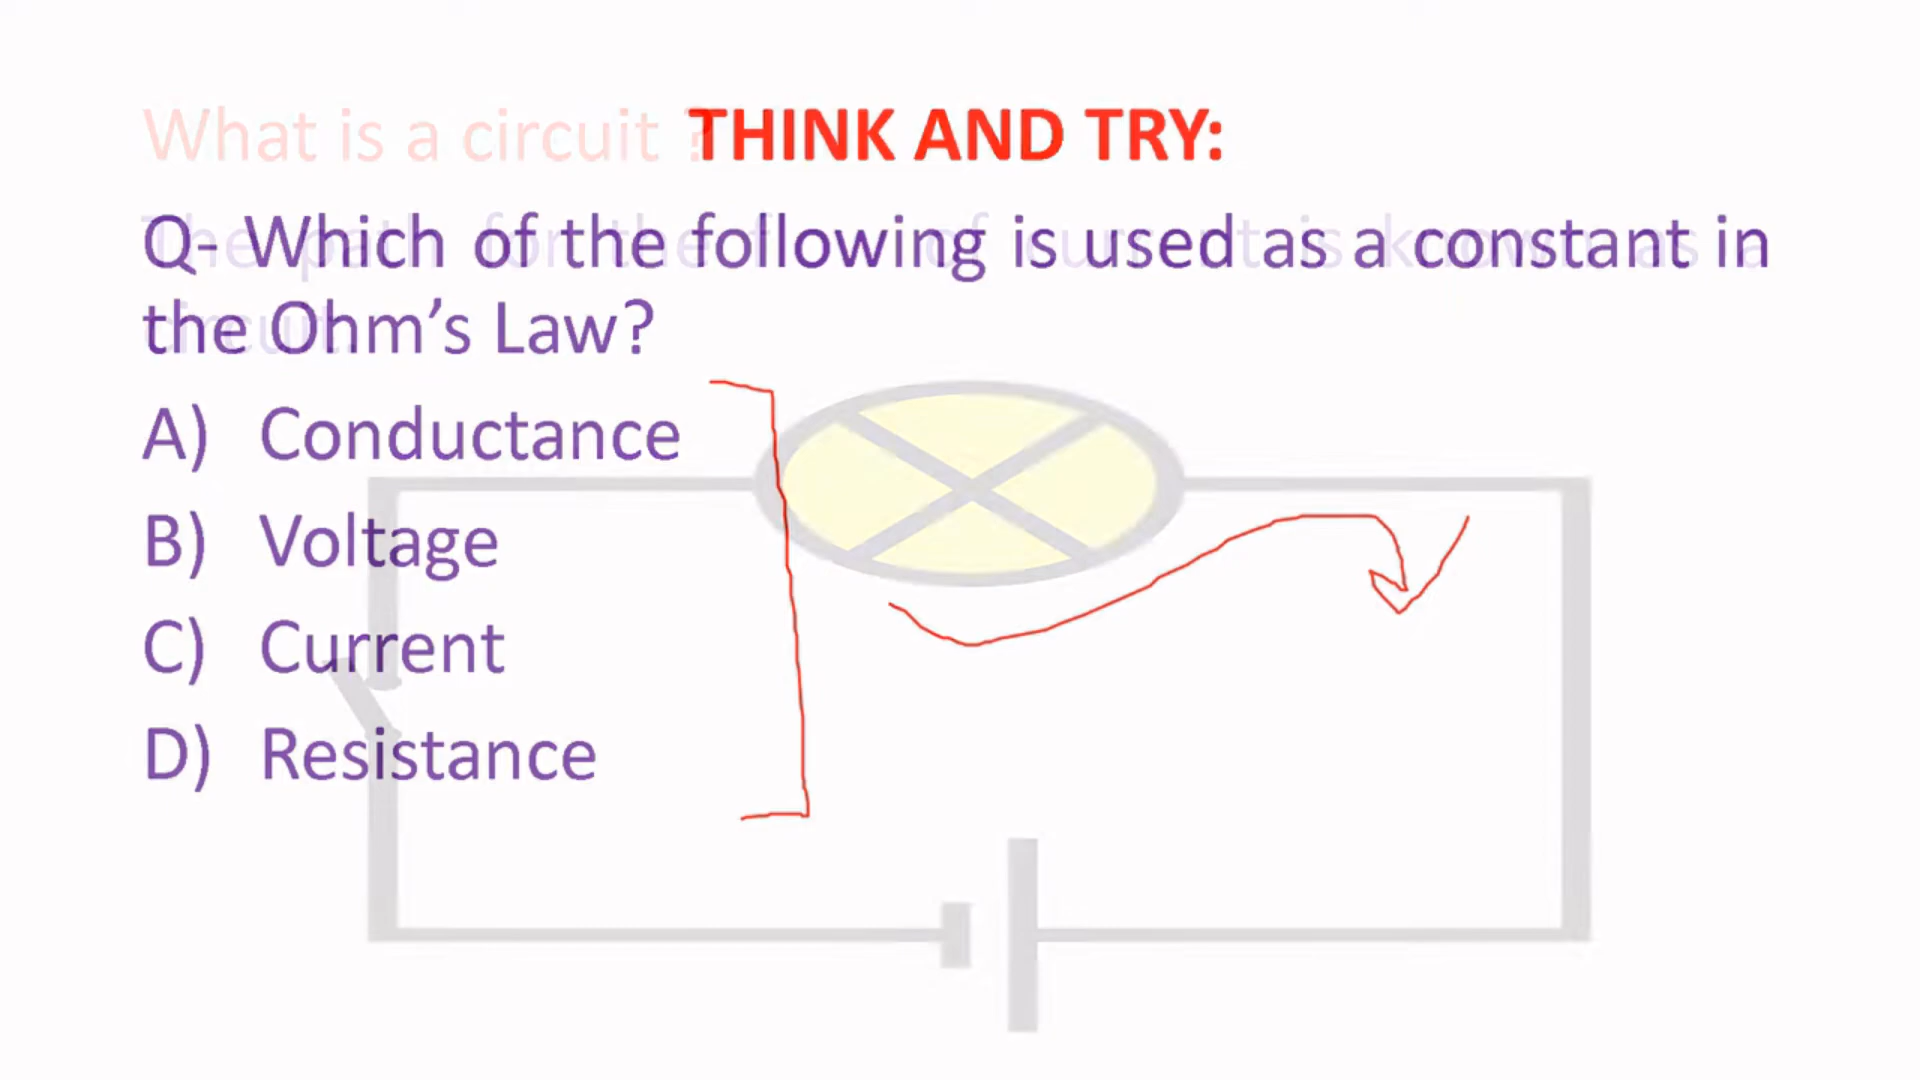 What is a circuit ?
THINK AND TRY:
Q- Which of the following is used as a constant in
the Ohm's Law?
A) Conductance
B) Voltage
C) Current
D) Resistance